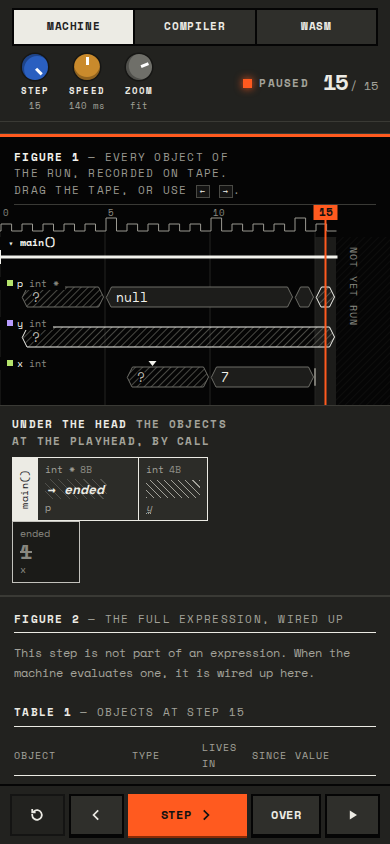 MACHINE COMPILER WASM
STEP SPEED ZOOM
15 140 ms fit
PAUSED 15 / 15
FIGURE 1 — EVERY OBJECT OF
THE RUN, RECORDED ON TAPE.
DRAG THE TAPE, OR USE ← →.
0 5 10 15
▾ main()
p int *
? null
y int
?
x int
? 7
NOT YET RUN
UNDER THE HEAD THE OBJECTS
AT THE PLAYHEAD, BY CALL
main()
int * 8B int 4B
→ ended
p y
ended
x
FIGURE 2 — THE FULL EXPRESSION, WIRED UP
This step is not part of an expression. When the
machine evaluates one, it is wired up here.
TABLE 1 — OBJECTS AT STEP 15
OBJECT TYPE LIVES IN SINCE VALUE
STEP OVER